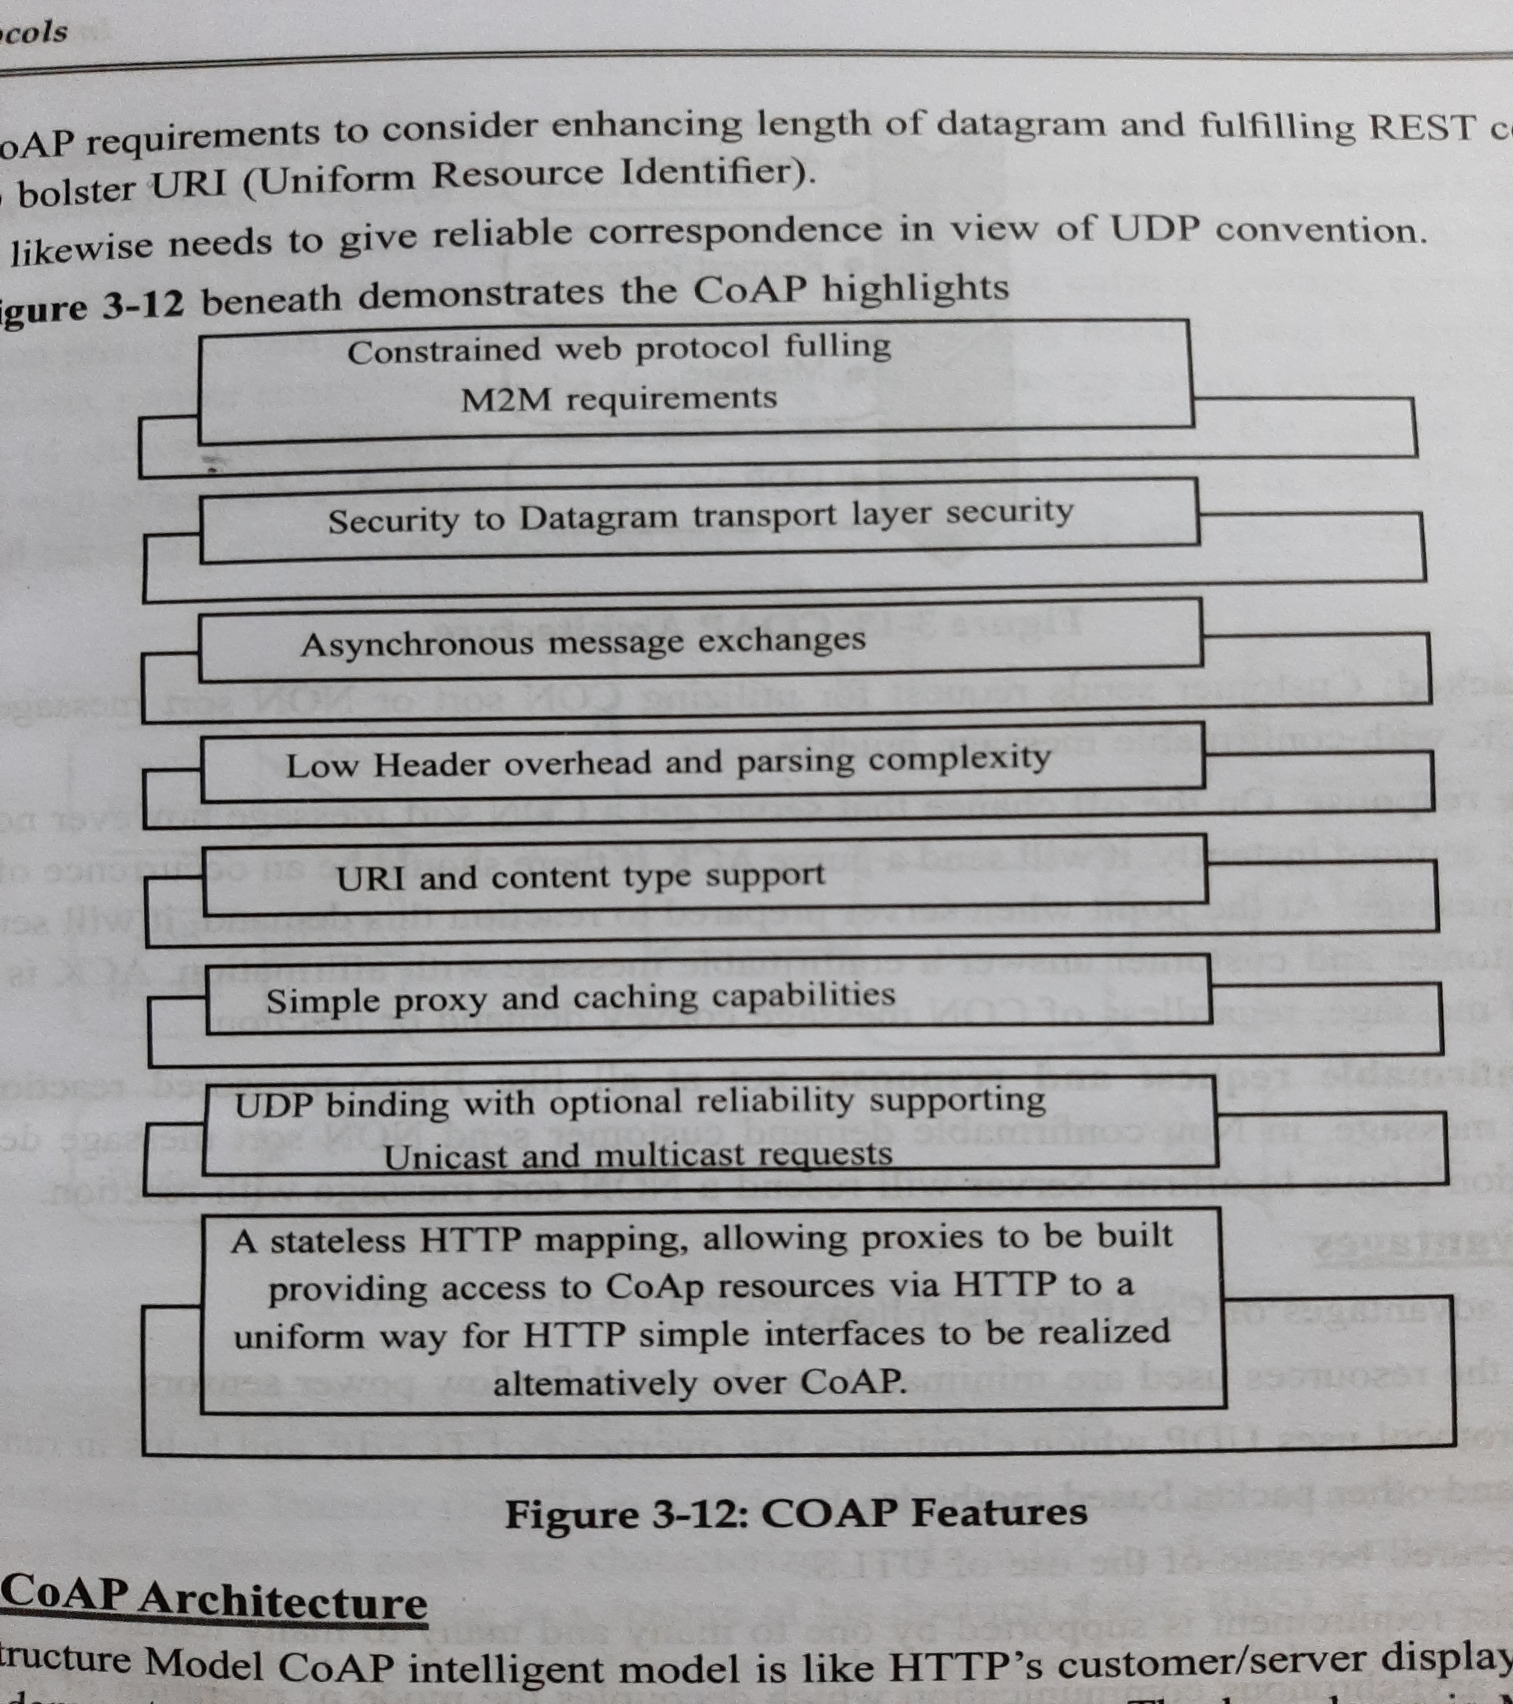 ocols
oAP requirements to consider enhancing length of datagram and fulfilling REST c
bolster URI (Uniform Resource Identifier).
likewise needs to give reliable correspondence in view of UDP convention.
igure 3-12 beneath demonstrates the CoAP highlights
Constrained web protocol fulling
M2M requirements
Security to Datagram transport layer security
Asynchronous message exchanges
Low Header overhead and parsing complexity
URI and content type support
Simple proxy and caching capabilities
UDP binding with optional reliability supporting
Unicast and multicast requests
A stateless HTTP mapping, allowing proxies to be built
providing access to CoAp resources via HTTP to a
uniform way for HTTP simple interfaces to be realized
altematively over CoAP.
Figure 3-12: COAP Features
CoAP Architecture
tructure Model CoAP intelligent model is like HTTP's customer/server display